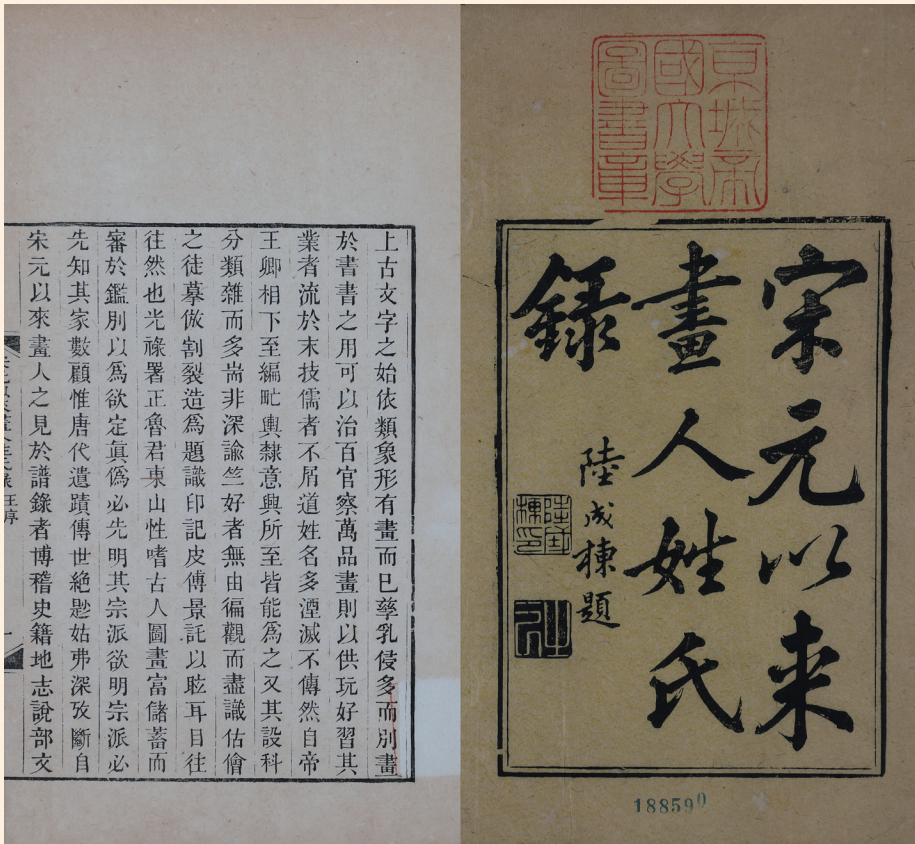 京城帝
國大學
圖書章
宋元以来
畫人姓氏
録
陸成棟題
188590
上古文字之始依類象形有畫而已孳乳侵多而別畫
於書書之用可以治百官察萬品畫則以供玩好習其
業者流於末技儒者不屑道姓名多湮滅不傳然自帝
王卿相下至編甿輿隸意興所至皆能爲之又其設科
分類雜而多耑非深諭竺好者無由徧觀而盡識估儈
之徒摹倣割裂造爲題識印記皮傅景託以眩耳目往
往然也光祿署正魯君東山性嗜古人圖畫富儲蓄而
審於鑑別以爲欲定眞僞必先明其宗派欲明宗派必
先知其家數顧惟唐代遺蹟傳世絶尟姑弗深攷斷自
宋元以來畫人之見於譜錄者博稽史籍地志說部文